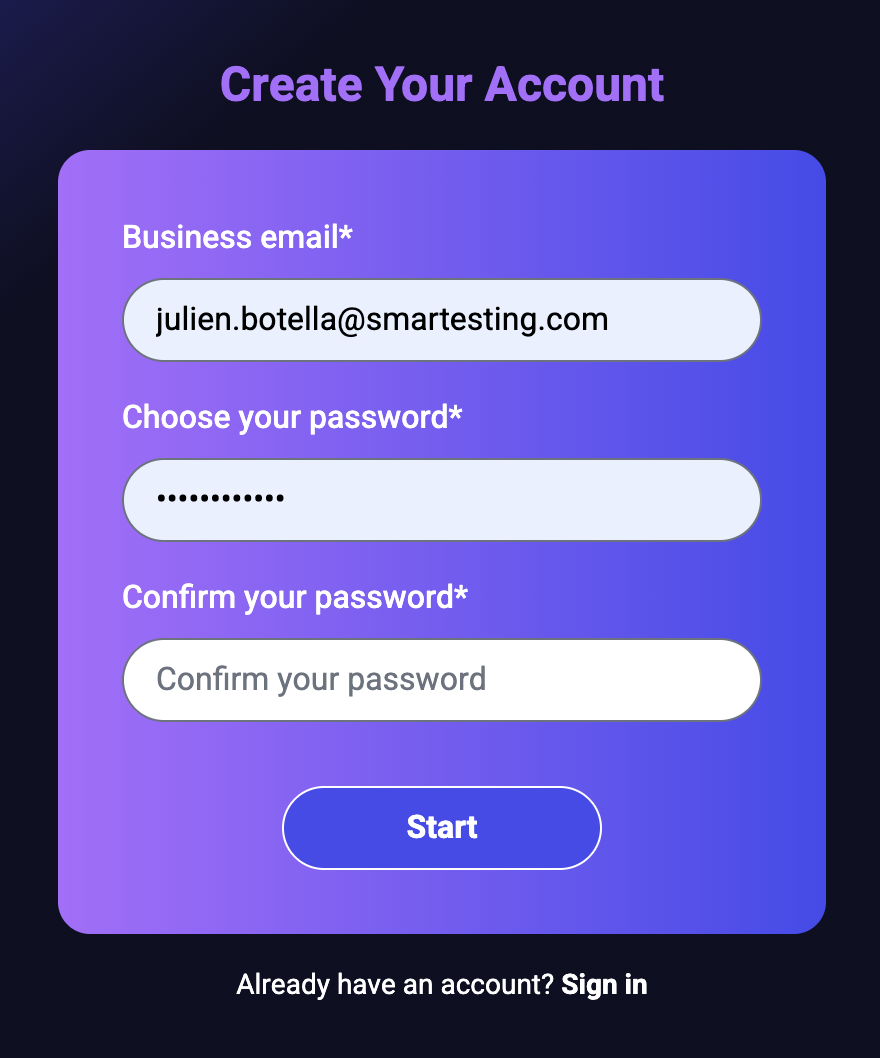 Create Your Account
Business email*
julien.botella@smartesting.com
Choose your password*
••••••••••••
Confirm your password*
Confirm your password
Start
Already have an account? Sign in